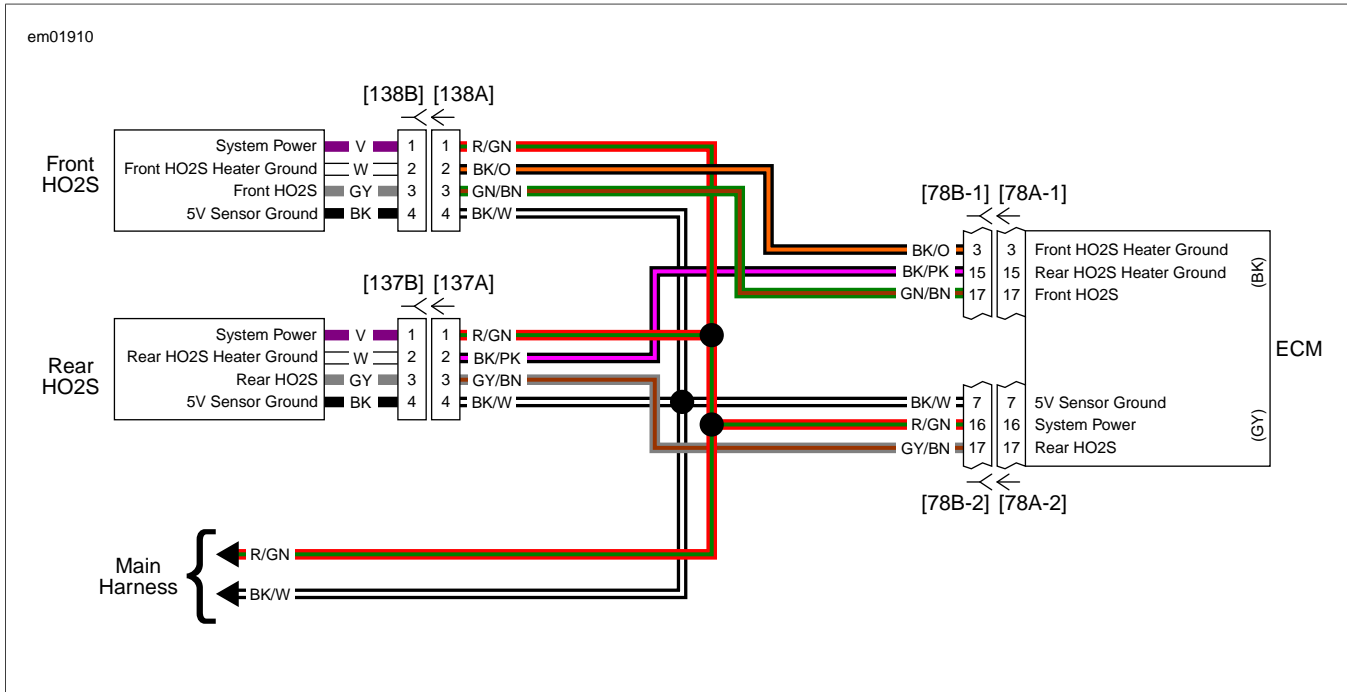 em01910
[138B] [138A]
Front
HO2S
System Power V 1 1 R/GN
Front HO2S Heater Ground W 2 2 BK/O
Front HO2S GY 3 3 GN/BN
5V Sensor Ground BK 4 4 BK/W
[137B] [137A]
Rear
HO2S
System Power V 1 1 R/GN
Rear HO2S Heater Ground W 2 2 BK/PK
Rear HO2S GY 3 3 GY/BN
5V Sensor Ground BK 4 4 BK/W
[78B-1] [78A-1]
BK/O 3 3 Front HO2S Heater Ground
BK/PK 15 15 Rear HO2S Heater Ground
GN/BN 17 17 Front HO2S
(BK)
ECM
BK/W 7 7 5V Sensor Ground
R/GN 16 16 System Power
GY/BN 17 17 Rear HO2S
(GY)
[78B-2] [78A-2]
Main
Harness
R/GN
BK/W